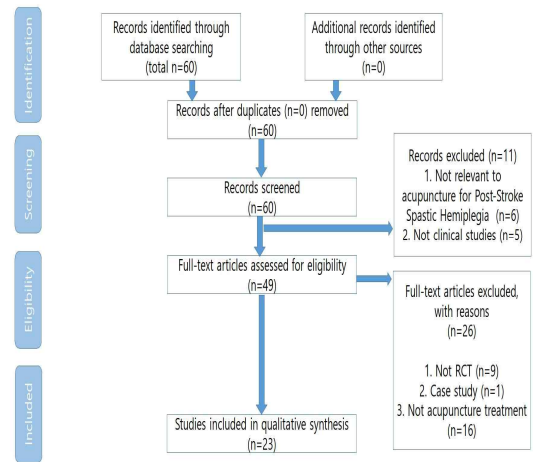 Identification
Records identified through
database searching
(total n=60)
Additional records identified
through other sources
(n=0)
Records after duplicates (n=0) removed
(n=60)
Screening
Records screened
(n=60)
Records excluded (n=11)
1. Not relevant to
acupuncture for Post-Stroke
Spastic Hemiplegia (n=6)
2. Not clinical studies (n=5)
Eligibility
Full-text articles assessed for eligibility
(n=49)
Full-text articles excluded,
with reasons
(n=26)
1. Not RCT (n=9)
2. Case study (n=1)
3. Not acupuncture treatment
(n=16)
Included
Studies included in qualitative synthesis
(n=23)